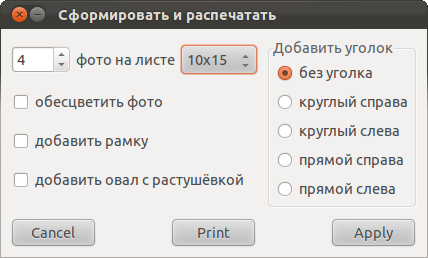 Сформировать и распечатать
4 фото на листе 10x15
обесцветить фото
добавить рамку
добавить овал с растушёвкой
Добавить уголок
без уголка
круглый справа
круглый слева
прямой справа
прямой слева
Cancel Print Apply